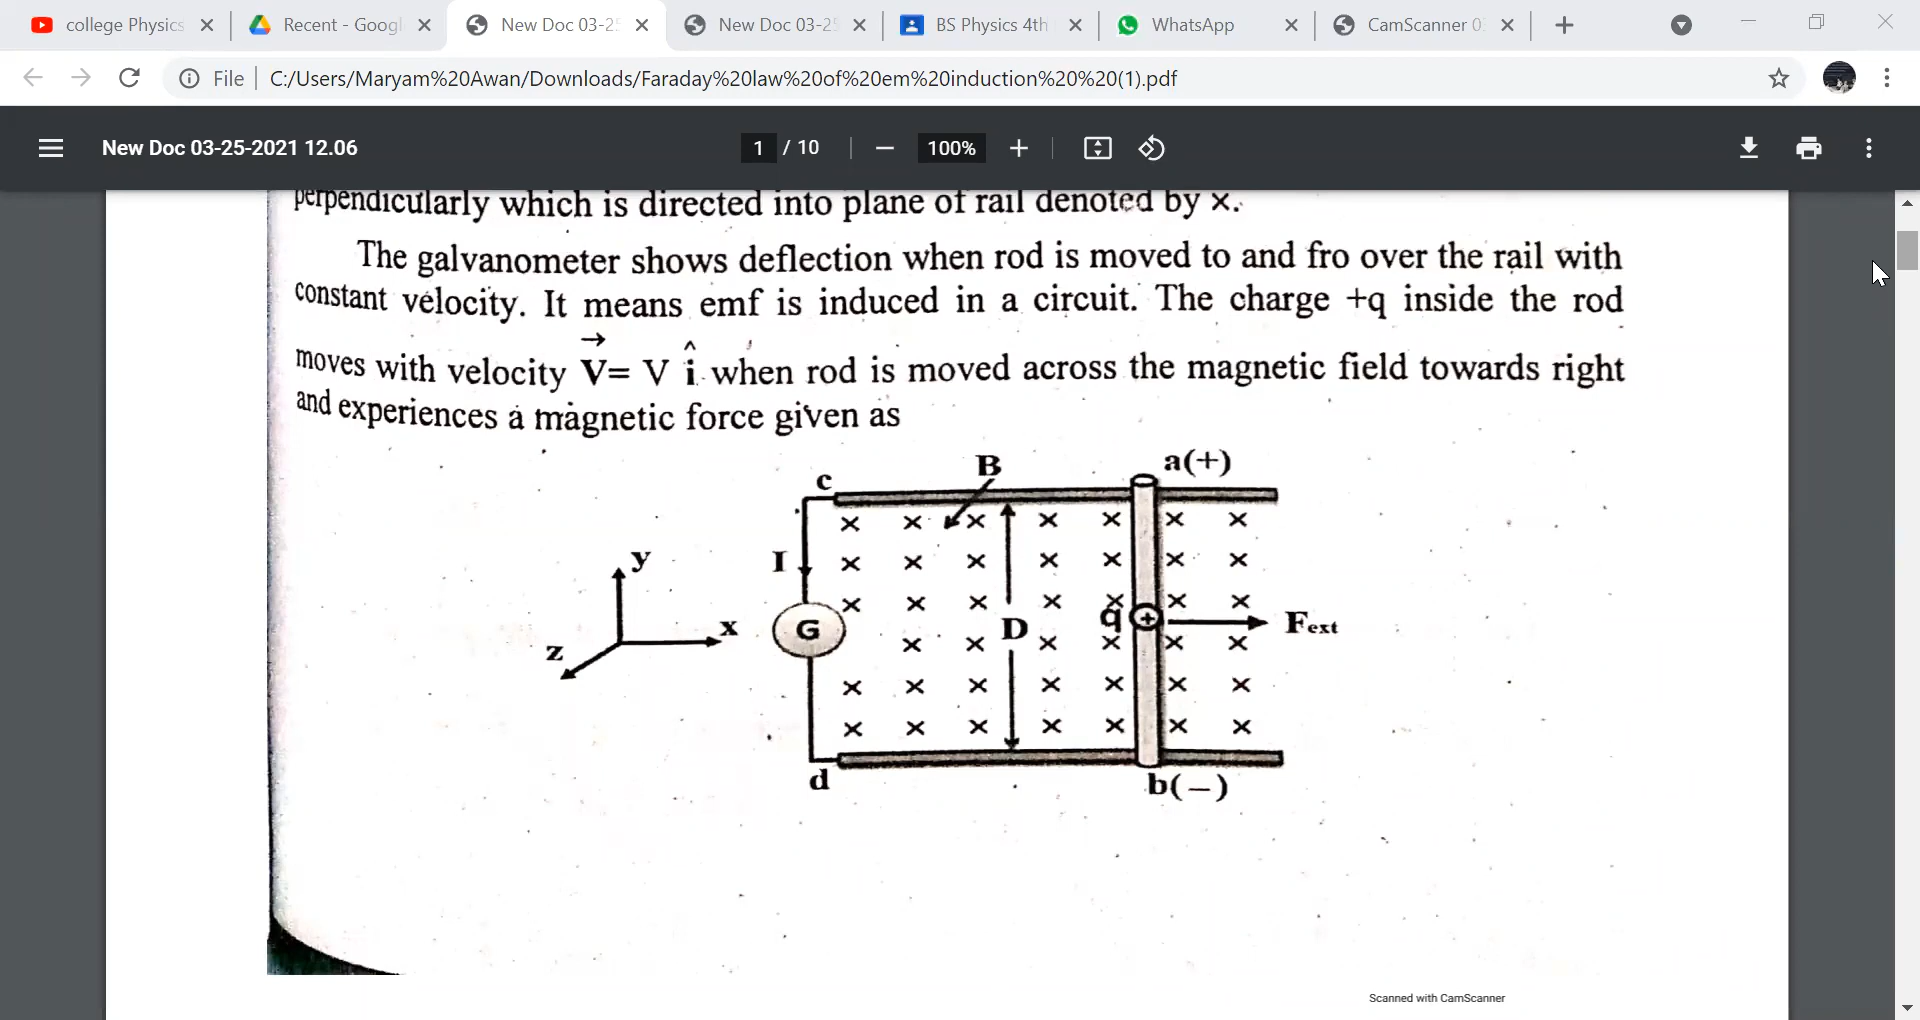 college Physics
Recent - Googl
New Doc 03-25
New Doc 03-25
BS Physics 4th
WhatsApp
CamScanner 0
File
C:/Users/Maryam%20Awan/Downloads/Faraday%20law%20of%20em%20induction%20%20(1).pdf
New Doc 03-25-2021 12.06
1 / 10
100%
perpendicularly which is directed into plane of rail denoted by ×.
The galvanometer shows deflection when rod is moved to and fro over the rail with
constant velocity. It means emf is induced in a circuit. The charge +q inside the rod
moves with velocity V⃗= V î when rod is moved across the magnetic field towards right
and experiences a magnetic force given as
B
a(+)
c
y
I
x
z
G
D
q
+
Fext
d
b(−)
Scanned with CamScanner